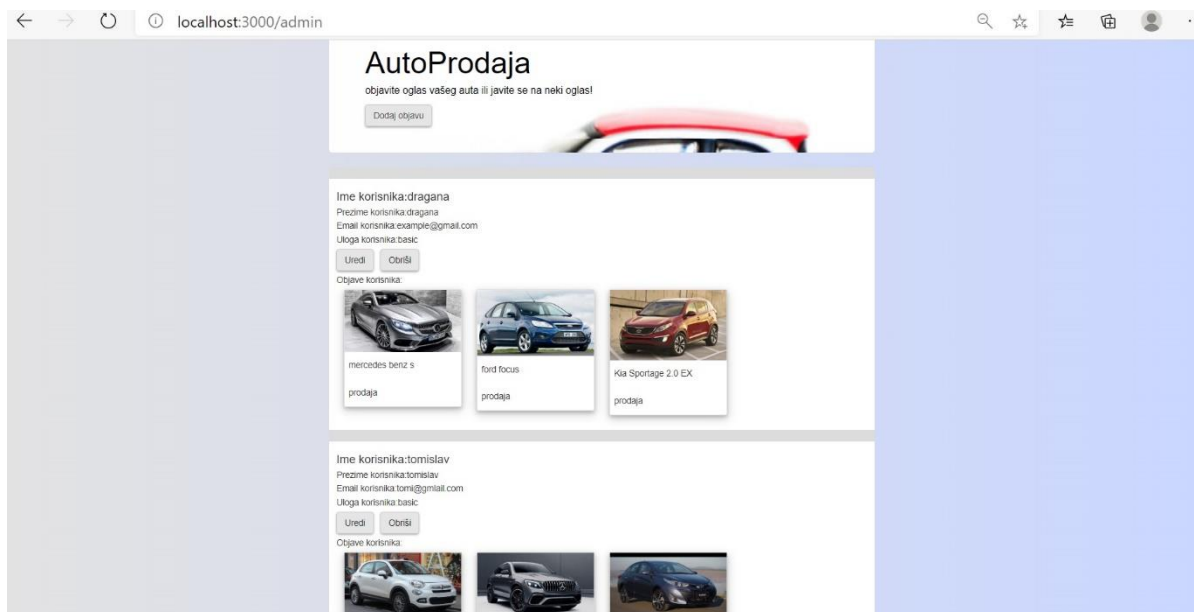 localhost:3000/admin
AutoProdaja
objavite oglas vašeg auta ili javite se na neki oglas!
Dodaj objavu
Ime korisnika:dragana
Prezime korisnika:dragana
Email korisnika:example@gmail.com
Uloga korisnika:basic
Uredi Obriši
Objave korisnika:
mercedes benz s
prodaja
ford focus
prodaja
Kia Sportage 2.0 EX
prodaja
Ime korisnika:tomislav
Prezime korisnika:tomislav
Email korisnika:tomi@gmlail.com
Uloga korisnika:basic
Uredi Obriši
Objave korisnika: